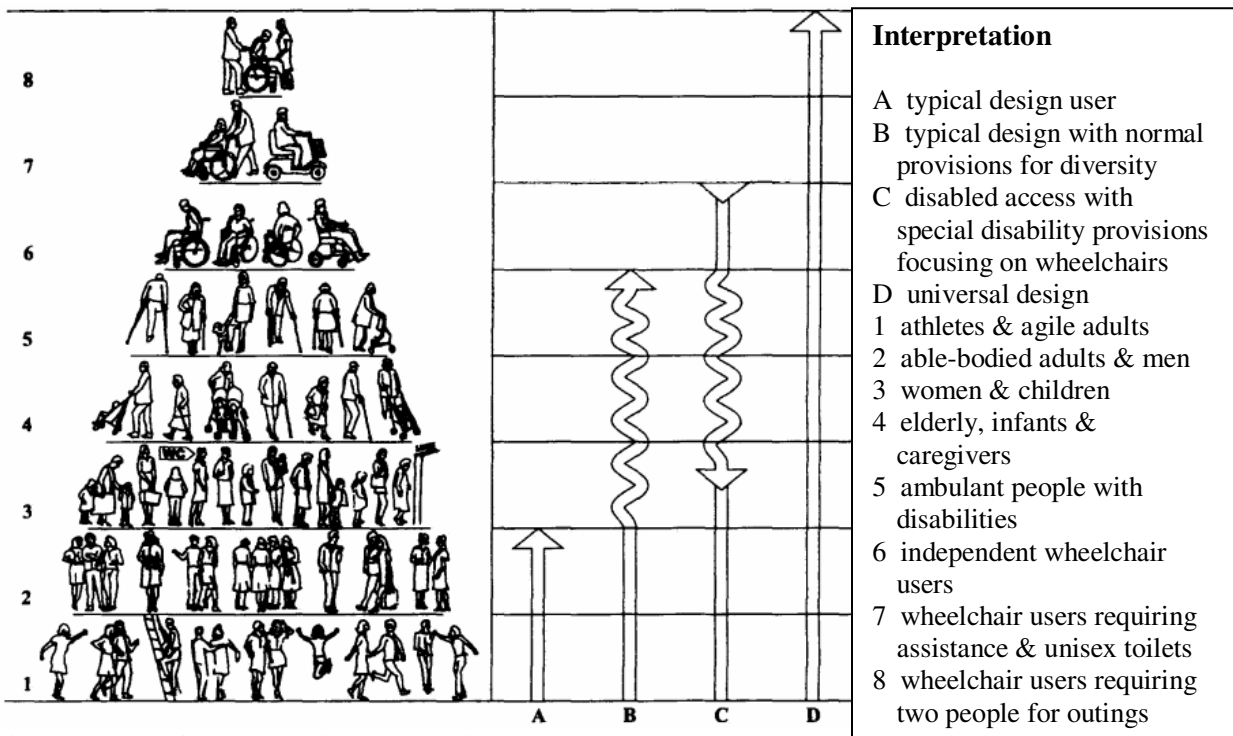 8
7
6
5
4
WC
3
2
1
A B C D
Interpretation
A typical design user
B typical design with normal
provisions for diversity
C disabled access with
special disability provisions
focusing on wheelchairs
D universal design
1 athletes & agile adults
2 able-bodied adults & men
3 women & children
4 elderly, infants &
caregivers
5 ambulant people with
disabilities
6 independent wheelchair
users
7 wheelchair users requiring
assistance & unisex toilets
8 wheelchair users requiring
two people for outings